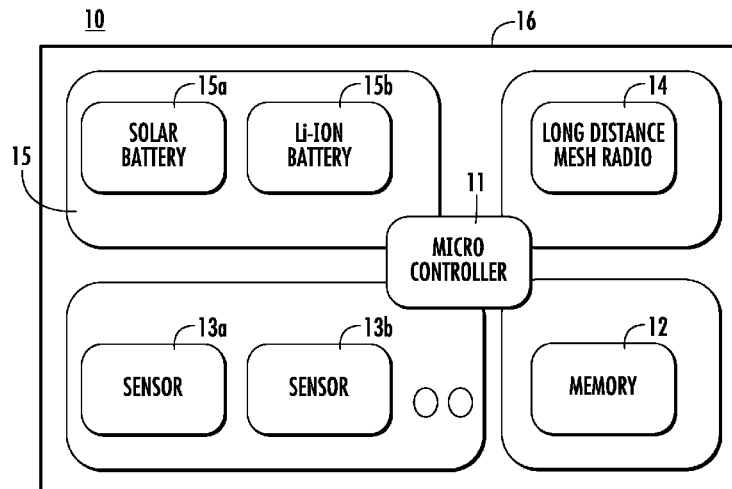 10
16
15a
15b
14
SOLAR
BATTERY
Li-ION
BATTERY
LONG DISTANCE
MESH RADIO
15
11
MICRO
CONTROLLER
13a
13b
12
SENSOR
SENSOR
MEMORY